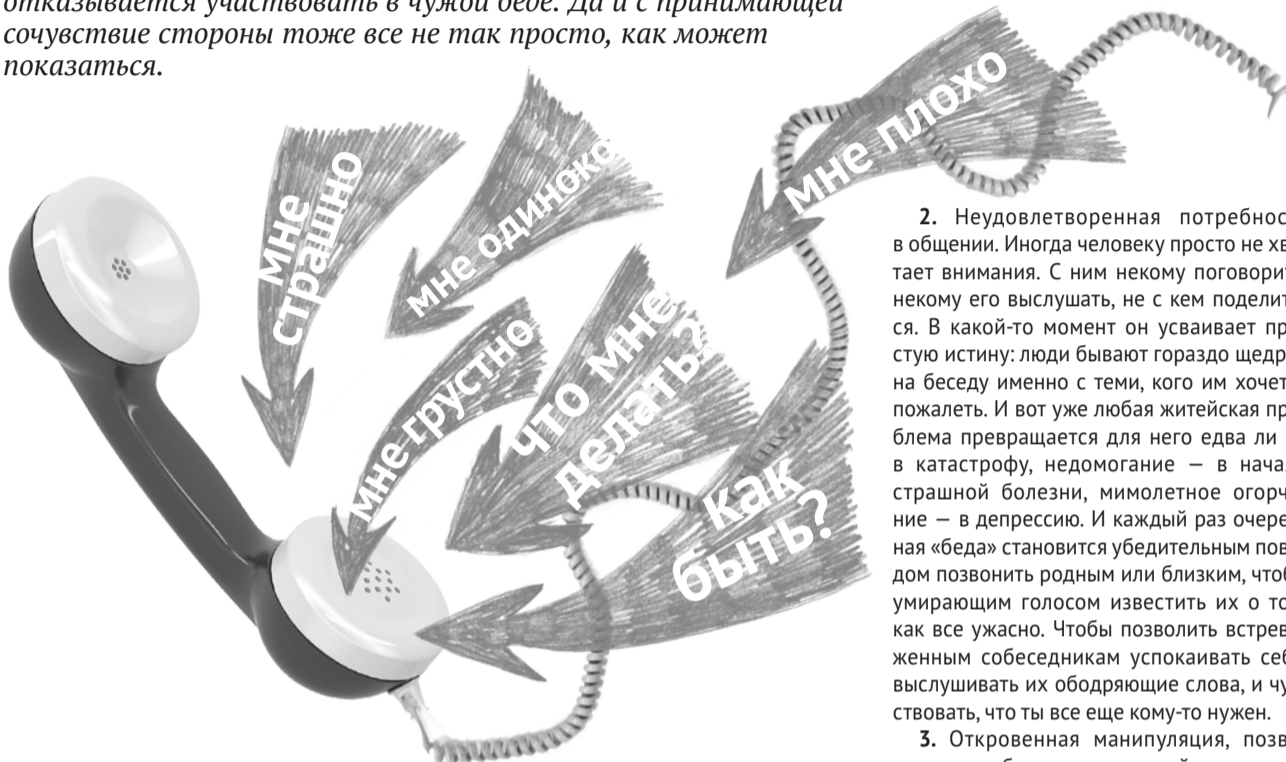 отказывается участвовать в чужой беде. Да и с принимающей
сочувствие стороны тоже все не так просто, как может
показаться.
мне
страшно
мне одиноко
мне плохо
мне грустно
что мне
делать?
как
быть?
2. Неудовлетворенная потребнос
в общении. Иногда человеку просто не хв
тает внимания. С ним некому поговори
некому его выслушать, не с кем поделит
ся. В какой-то момент он усваивает пр
стую истину: люди бывают гораздо щедр
на беседу именно с теми, кого им хочет
пожалеть. И вот уже любая житейская пр
блема превращается для него едва ли
в катастрофу, недомогание — в нача
страшной болезни, мимолетное огорч
ние — в депрессию. И каждый раз очере
ная «беда» становится убедительным пов
дом позвонить родным или близким, чтоб
умирающим голосом известить их о то
как все ужасно. Чтобы позволить встрев
женным собеседникам успокаивать себ
выслушивать их ободряющие слова, и чу
ствовать, что ты все еще кому-то нужен.
3. Откровенная манипуляция, позв